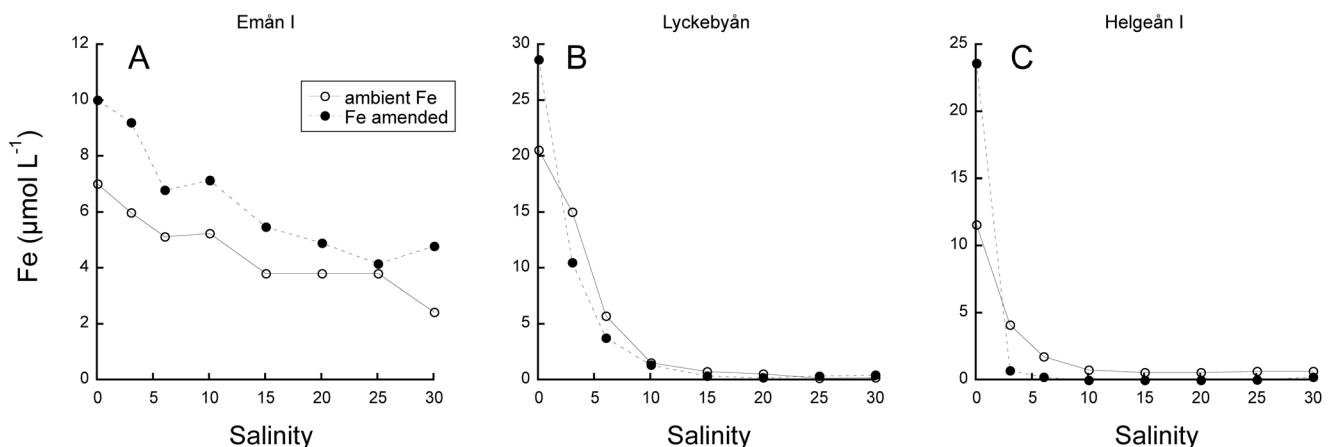 Emån I
Lyckebyån
Helgeån I
A
B
C
ambient Fe
Fe amended
Fe (µmol L⁻¹)
12
10
8
6
4
2
0
0 5 10 15 20 25 30
Salinity
30
25
20
15
10
5
0
0 5 10 15 20 25 30
Salinity
25
20
15
10
5
0
0 5 10 15 20 25 30
Salinity